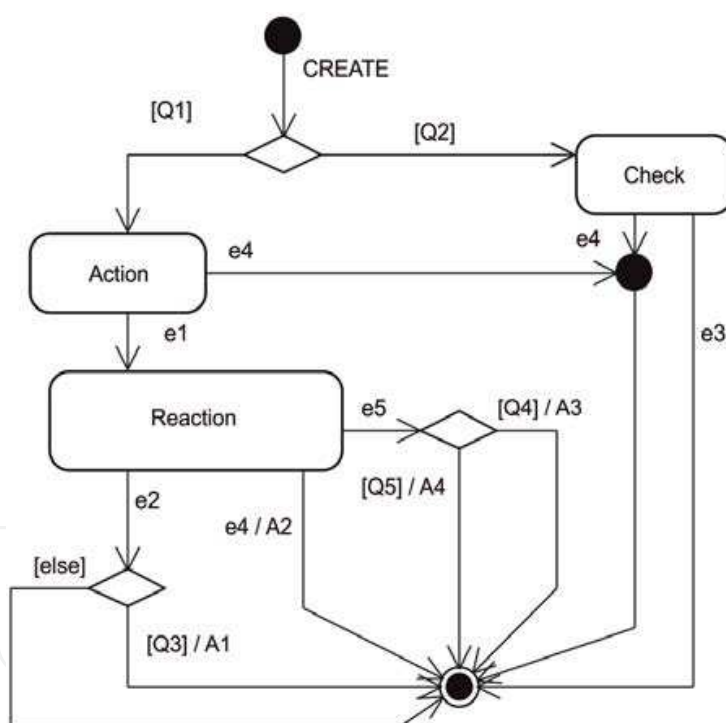 CREATE
[Q1]
[Q2]
Check
e4
e4
Action
e1
e3
Reaction
e5
[Q4] / A3
[Q5] / A4
e2
e4 / A2
[else]
[Q3] / A1